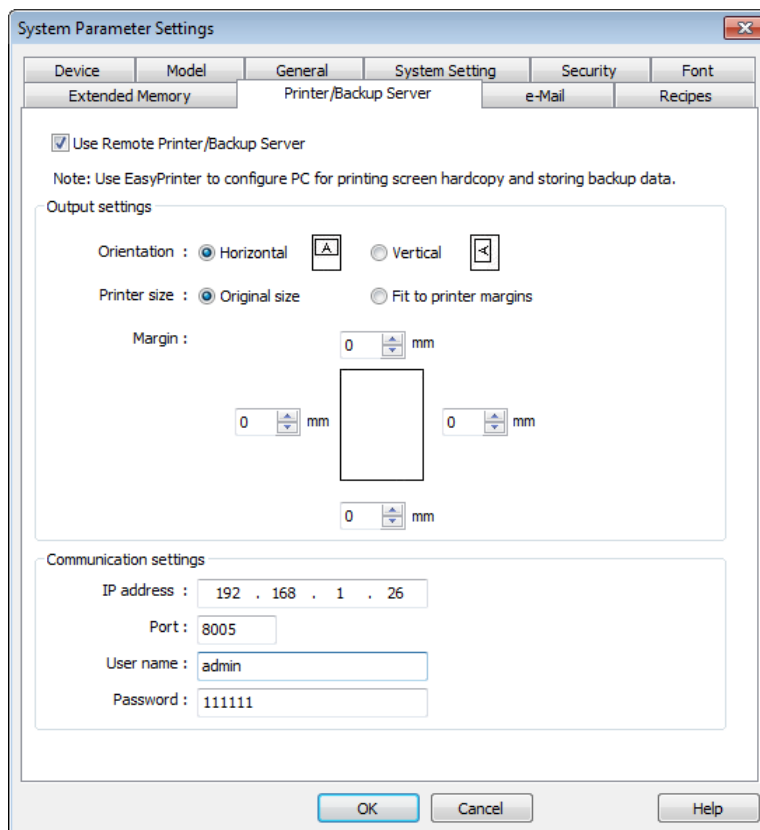 System Parameter Settings
Device Model General System Setting Security Font
Extended Memory Printer/Backup Server e-Mail Recipes
Use Remote Printer/Backup Server
Note: Use EasyPrinter to configure PC for printing screen hardcopy and storing backup data.
Output settings
Orientation : Horizontal A Vertical A
Printer size : Original size Fit to printer margins
Margin : 0 mm
0 mm 0 mm
0 mm
Communication settings
IP address : 192 . 168 . 1 . 26
Port : 8005
User name : admin
Password : 111111
OK Cancel Help